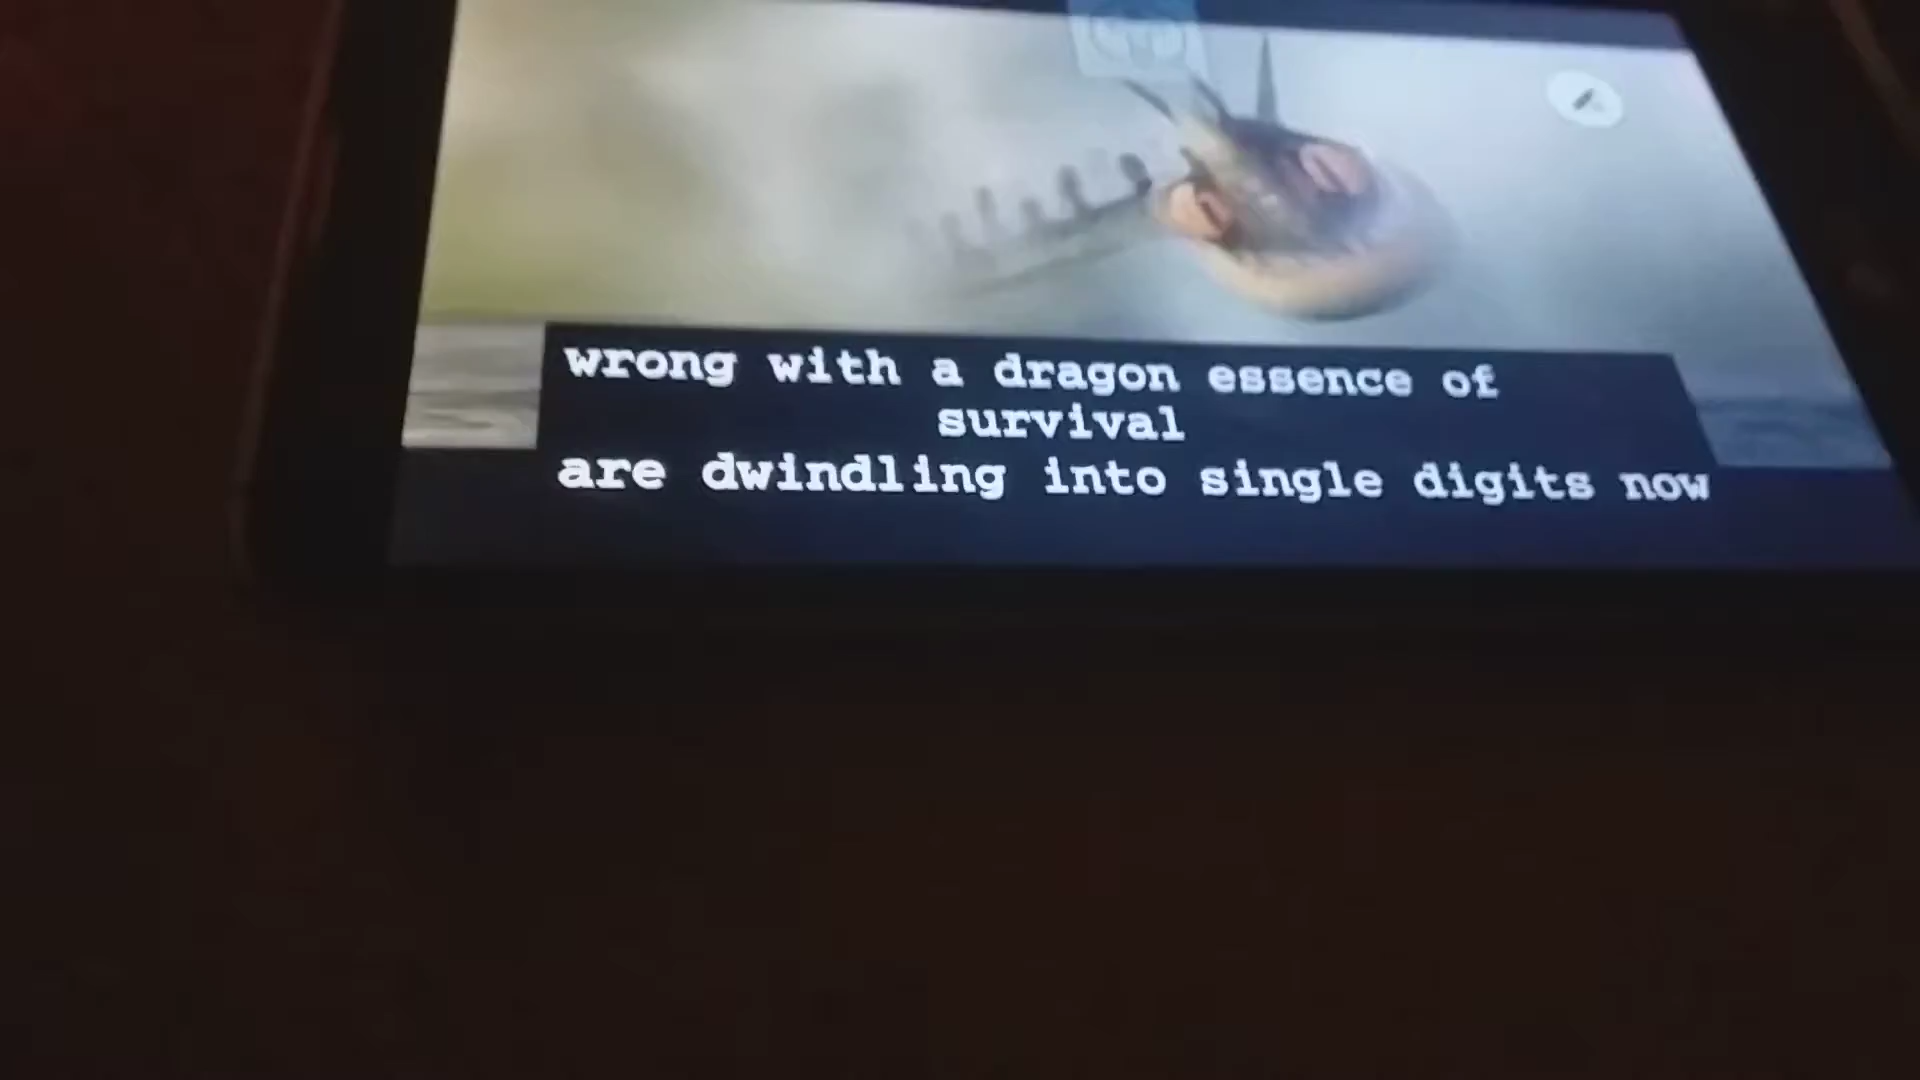 wrong with a dragon essence of
survival
are dwindling into single digits now